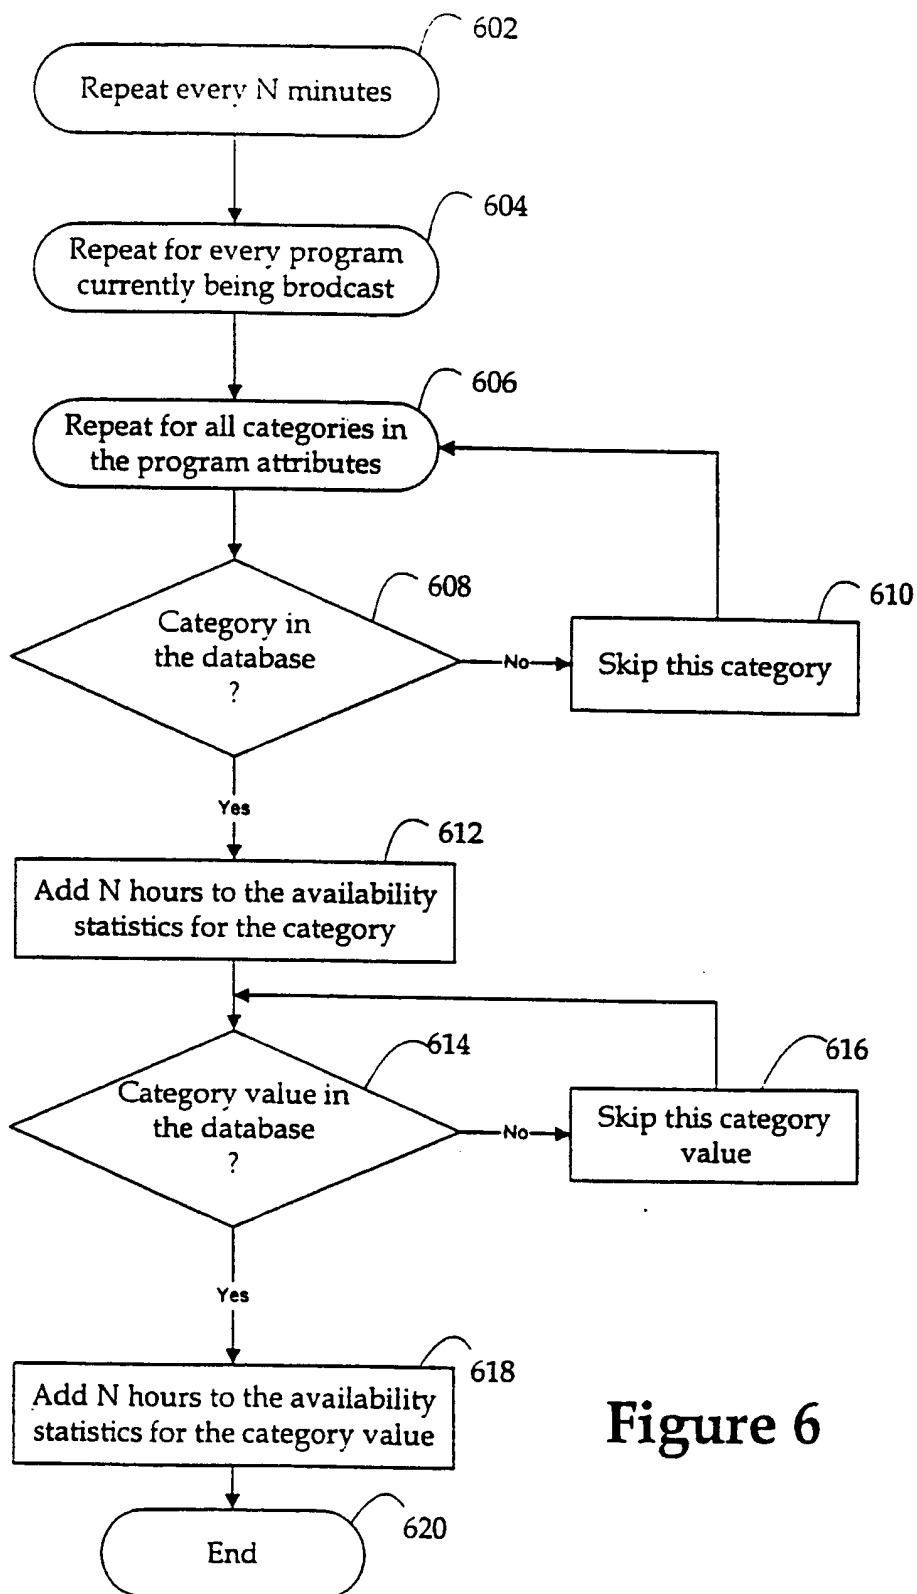 602
Repeat every N minutes
604
Repeat for every program
currently being brodcast
606
Repeat for all categories in
the program attributes
608
Category in
the database
?
No
610
Skip this category
Yes
612
Add N hours to the availability
statistics for the category
614
Category value in
the database
?
No
616
Skip this category
value
Yes
618
Add N hours to the availability
statistics for the category value
620
End
Figure 6